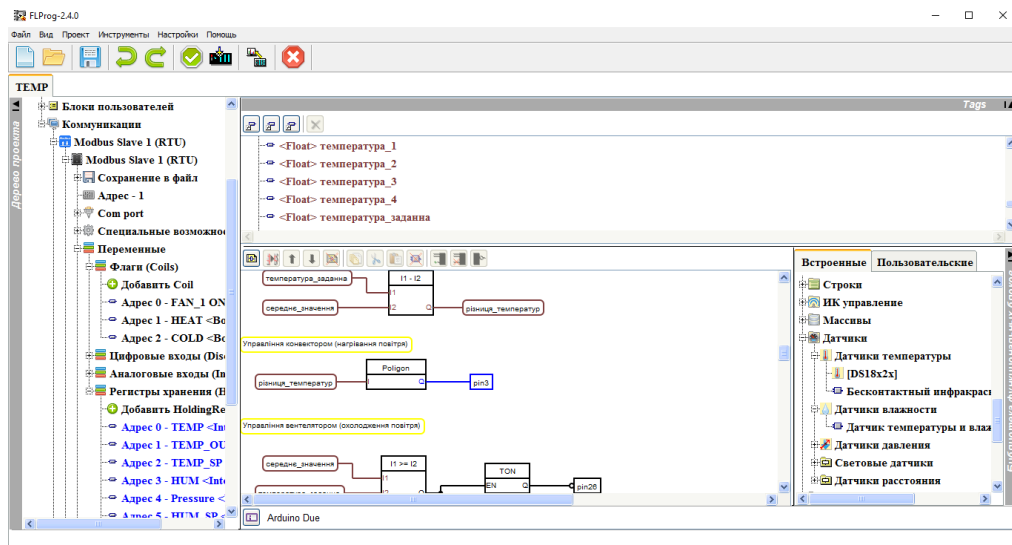 FLProg-2.4.0
Файл Вид Проект Инструменты Настройки Помощь
TEMP
Дерево проекта
Блоки пользователей
Коммуникации
Modbus Slave 1 (RTU)
Modbus Slave 1 (RTU)
Сохранение в файл
Адрес - 1
Com port
Специальные возможно
Переменные
Флаги (Coils)
Добавить Coil
Адрес 0 - FAN_1 ON
Адрес 1 - HEAT <Bo
Адрес 2 - COLD <Bo
Цифровые входы (Dis
Аналоговые входы (In
Регистры хранения (H
Добавить HoldingRe
Адрес 0 - TEMP <Int
Адрес 1 - TEMP_OU
Адрес 2 - TEMP_SP
Адрес 3 - HUM <Inte
Адрес 4 - Pressure <
Адрес 5 - HUM_SP <
Tags
<Float> температура_1
<Float> температура_2
<Float> температура_3
<Float> температура_4
<Float> температура_заданна
температура_заданна
I1 - I2
I1
середнє_значення
I2 Q
різниця_температур
Управління конвектором (нагрівання повітря)
Poligon
різниця_температур
I Q
pin3
Управління вентелятором (охолодження повітря)
середнє_значення
I1 >= I2
I1
TON
EN Q
pin26
Arduino Due
Встроенные Пользовательские
Строки
ИК управление
Массивы
Датчики
Датчики температуры
[DS18x2x]
Бесконтактный инфракрасн
Датчики влажности
Датчик температуры и влаж
Датчики давления
Световые датчики
Датчики расстояния